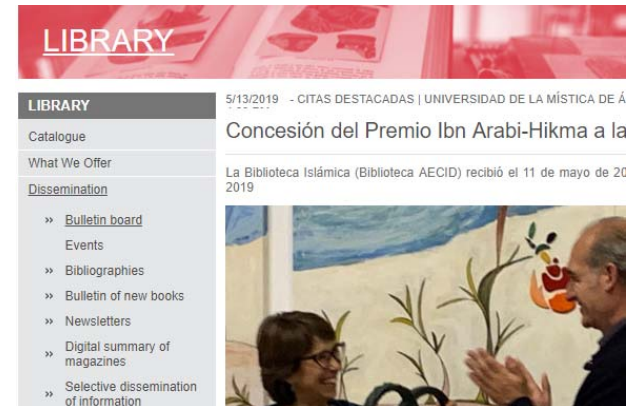 LIBRARY
LIBRARY
Catalogue
What We Offer
Dissemination
» Bulletin board
Events
» Bibliographies
» Bulletin of new books
» Newsletters
» Digital summary of
magazines
» Selective dissemination
of information
5/13/2019 - CITAS DESTACADAS | UNIVERSIDAD DE LA MÍSTICA DE Á
Concesión del Premio Ibn Arabi-Hikma a la
La Biblioteca Islámica (Biblioteca AECID) recibió el 11 de mayo de 20
2019